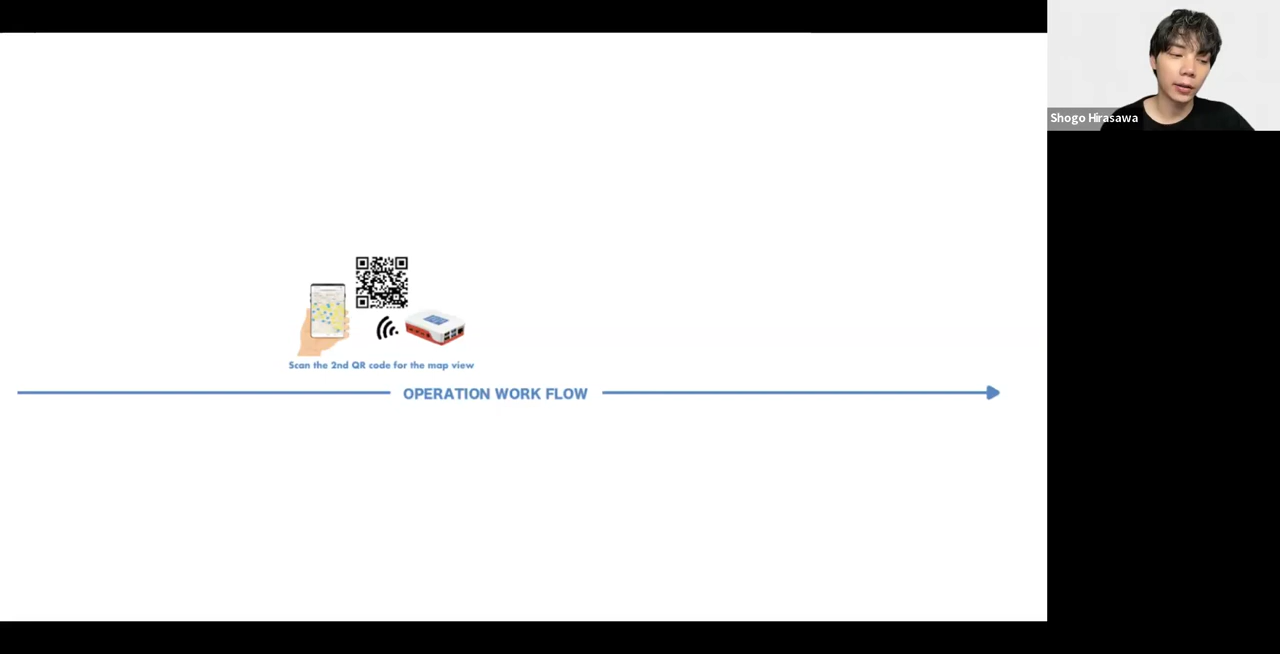 Shogo Hirasawa
Scan the 2nd QR code for the map view
OPERATION WORK FLOW